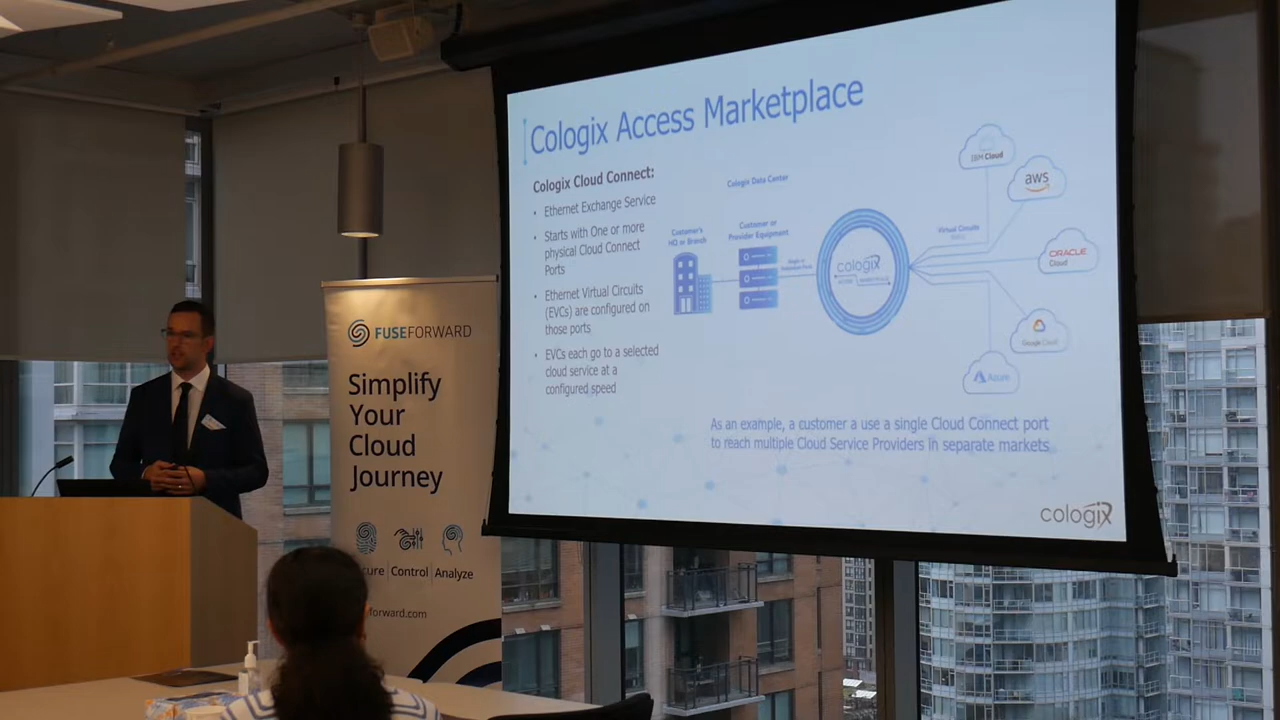 Cologix Access Marketplace
Cologix Cloud Connect:
• Ethernet Exchange Service
• Starts with One or more
physical Cloud Connect
Ports
• Ethernet Virtual Circuits
(EVCs) are configured on
those ports
• EVCs each go to a selected
cloud service at a
configured speed
Cologix Data Center
Customer's
HQ or Branch
Customer or
Provider Equipment
cologix
Virtual Circuits
IBM Cloud
aws
ORACLE
Cloud
Google Cloud
Azure
As an example, a customer a use a single Cloud Connect port
to reach multiple Cloud Service Providers in separate markets
cologix
FUSEFORWARD
Simplify
Your
Cloud
Journey
cure Control Analyze
forward.com